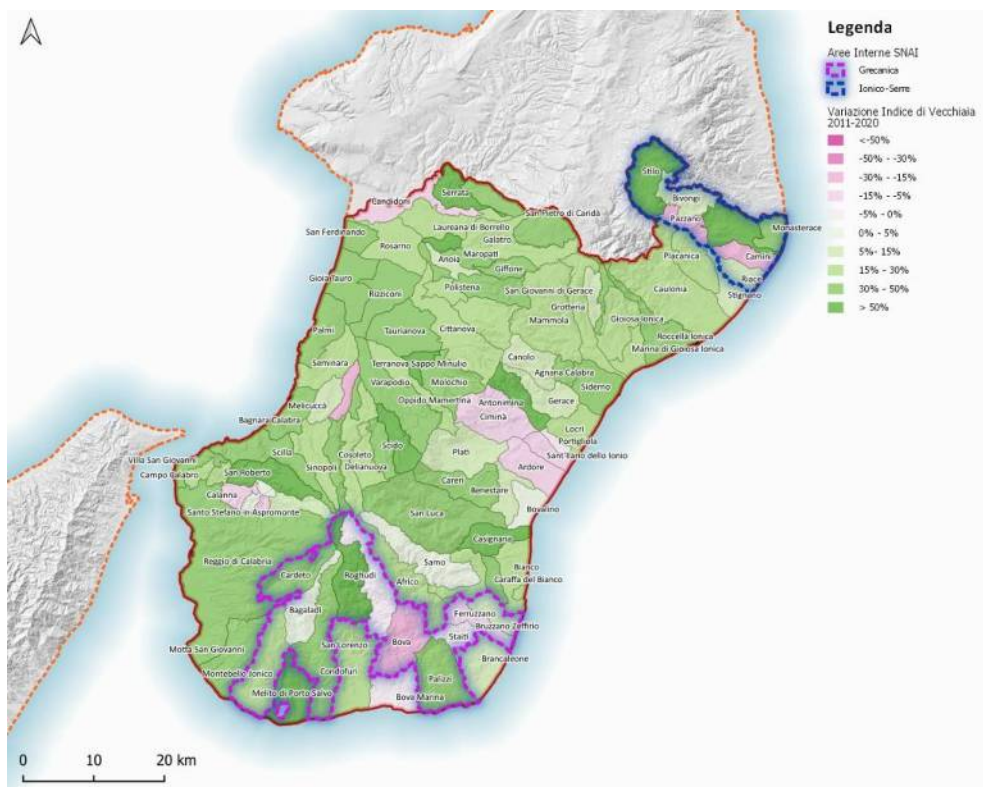 Legenda
Aree Interne SNAI
Grecanica
Ionico-Serre
Variazione Indice di Vecchiaia
2011-2020
<-50%
-50% - -30%
-30% - -15%
-15% - -5%
-5% - 0%
0% - 5%
5%- 15%
15% - 30%
30% - 50%
> 50%
Stilo
Bivongi
Pazzano
Monasterace
Camini
Riace
Stignano
Placanica
Caulonia
Serrata
Candidoni
San Pietro di Caridà
San Ferdinando
Laureana di Borrello
Rosarno
Galatro
Maropati
Anoia
Giffone
Gioia Tauro
Rizziconi
Polistena
San Giovanni di Gerace
Grotteria
Mammola
Gioiosa Ionica
Roccella Ionica
Marina di Gioiosa Ionica
Palmi
Taurianova
Cittanova
Canolo
Seminara
Terranova Sappo Minulio
Agnana Calabra
Varapodio
Molochio
Siderno
Oppido Mamertina
Antonimina
Gerace
Melicuccà
Ciminà
Bagnara Calabra
Locri
Portigliola
Scido
Scilla
Cosoleto
Platì
Sant'Ilario dello Ionio
Villa San Giovanni
Sinopoli
Delianuova
Ardore
Campo Calabro
San Roberto
Careri
Benestare
Calanna
Bovalino
Santo Stefano in Aspromonte
San Luca
Casignana
Reggio di Calabria
Samo
Bianco
Cardeto
Roghudi
Africo
Caraffa del Bianco
Bagaladi
Ferruzzano
Bruzzano Zeffirio
Staiti
Bova
San Lorenzo
Motta San Giovanni
Brancaleone
Montebello Jonico
Condofuri
Palizzi
Melito di Porto Salvo
Bova Marina
0 10 20 km